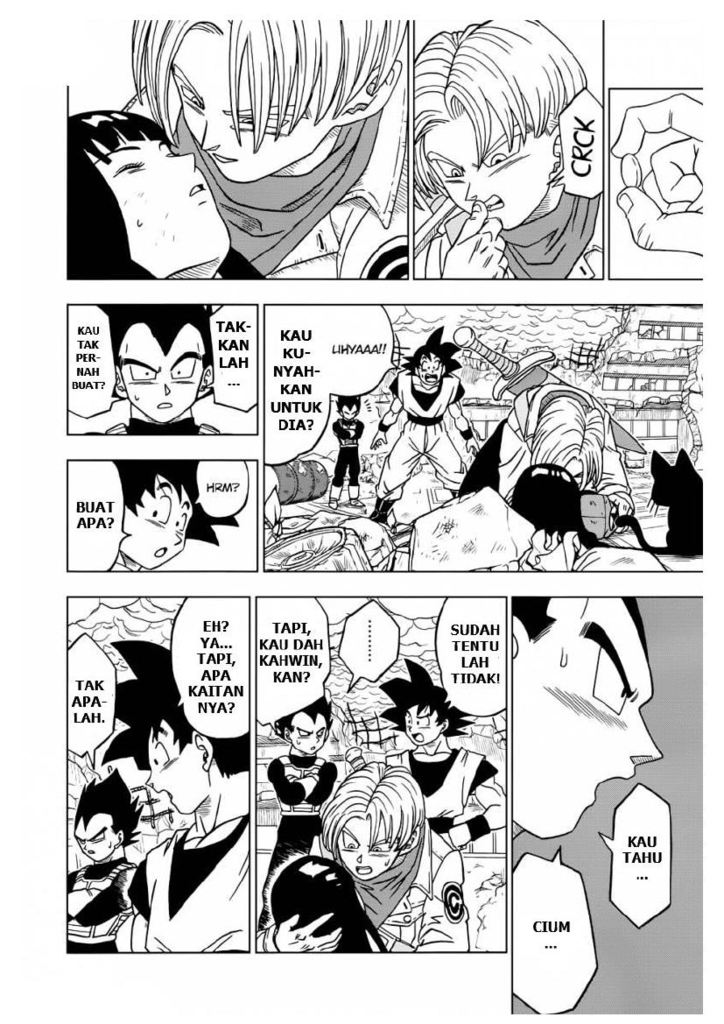 CRCK
UHYAAA!!
KAU
KU-
NYAH-
KAN
UNTUK
DIA?
TAK-
KAN
LAH
...
KAU
TAK
PER-
NAH
BUAT?
HRM?
BUAT
APA?
KAU
TAHU
...
CIUM
...
SUDAH
TENTU
LAH
TIDAK!
.......
TAPI,
KAU DAH
KAHWIN,
KAN?
EH?
YA...
TAPI,
APA
KAITAN
NYA?
TAK
APA-
LAH.